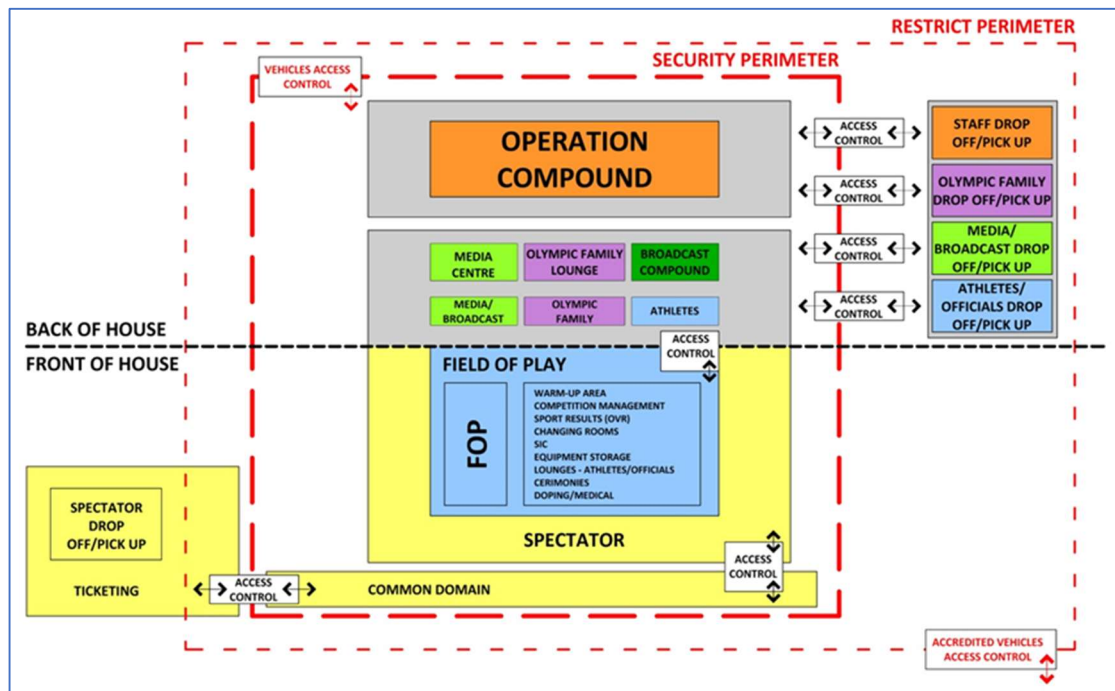 RESTRICT PERIMETER
SECURITY PERIMETER
VEHICLES ACCESS
CONTROL
OPERATION
COMPOUND
ACCESS
CONTROL
STAFF DROP
OFF/PICK UP
ACCESS
CONTROL
OLYMPIC FAMILY
DROP OFF/PICK UP
MEDIA
CENTRE
OLYMPIC FAMILY
LOUNGE
BROADCAST
COMPOUND
ACCESS
CONTROL
MEDIA/
BROADCAST DROP
OFF/PICK UP
MEDIA/
BROADCAST
OLYMPIC
FAMILY
ATHLETES
ACCESS
CONTROL
ATHLETES/
OFFICIALS DROP
OFF/PICK UP
BACK OF HOUSE
FRONT OF HOUSE
ACCESS
CONTROL
FIELD OF PLAY
FOP
WARM-UP AREA
COMPETITION MANAGEMENT
SPORT RESULTS (OVR)
CHANGING ROOMS
SIC
EQUIPMENT STORAGE
LOUNGES - ATHLETES/OFFICIALS
CERIMONIES
DOPING/MEDICAL
SPECTATOR
SPECTATOR
DROP
OFF/PICK UP
TICKETING
ACCESS
CONTROL
COMMON DOMAIN
ACCESS
CONTROL
ACCREDITED VEHICLES
ACCESS CONTROL